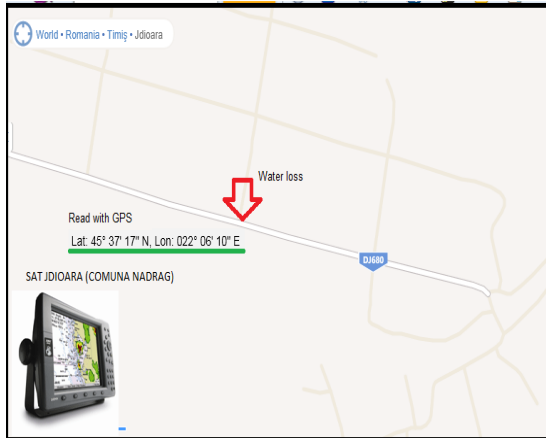 World • Romania • Timiş • Jdioara
Water loss
Read with GPS
Lat: 45° 37' 17" N, Lon: 022° 06' 10" E
DJ680
SAT JDIOARA (COMUNA NADRAG)